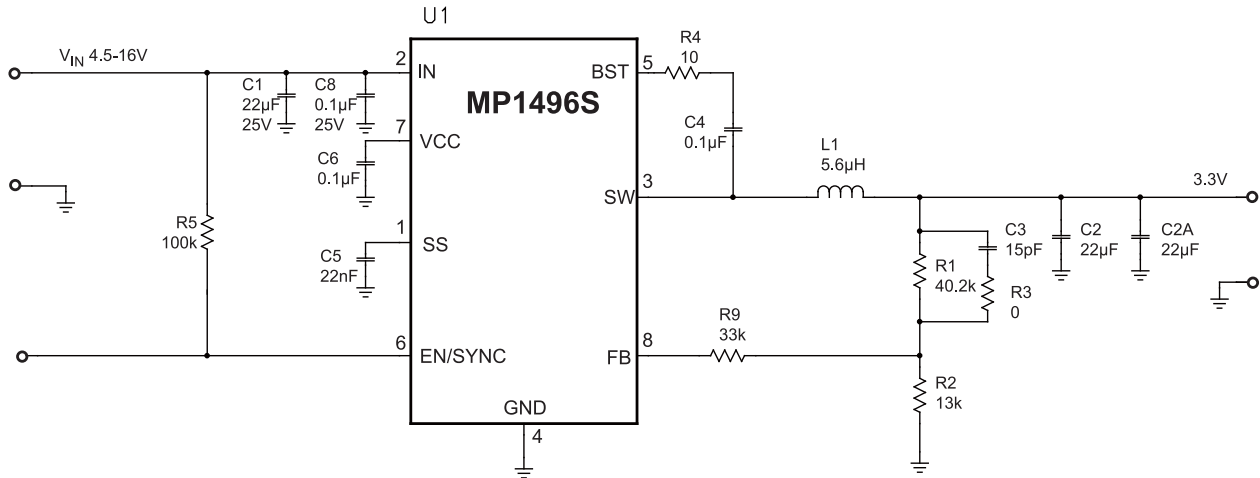 U1
V_IN 4.5-16V
2
IN
C1
22µF
25V
C8
0.1µF
25V
MP1496S
BST
5
R4
10
C4
0.1µF
7
VCC
C6
0.1µF
L1
5.6µH
SW
3
3.3V
R5
100k
1
SS
C5
22nF
C3
15pF
C2
22µF
C2A
22µF
R1
40.2k
R3
0
R9
33k
6
EN/SYNC
FB
8
R2
13k
GND
4